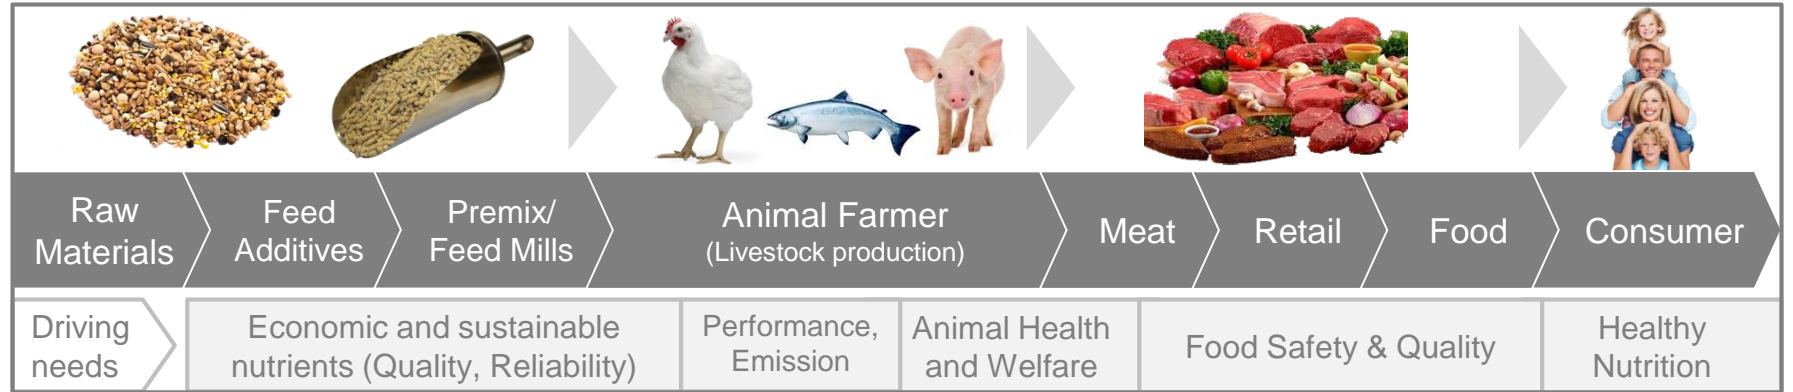 Raw
Materials
Feed
Additives
Premix/
Feed Mills
Animal Farmer
(Livestock production)
Meat
Retail
Food
Consumer
Driving
needs
Economic and sustainable
nutrients (Quality, Reliability)
Performance,
Emission
Animal Health
and Welfare
Food Safety & Quality
Healthy
Nutrition